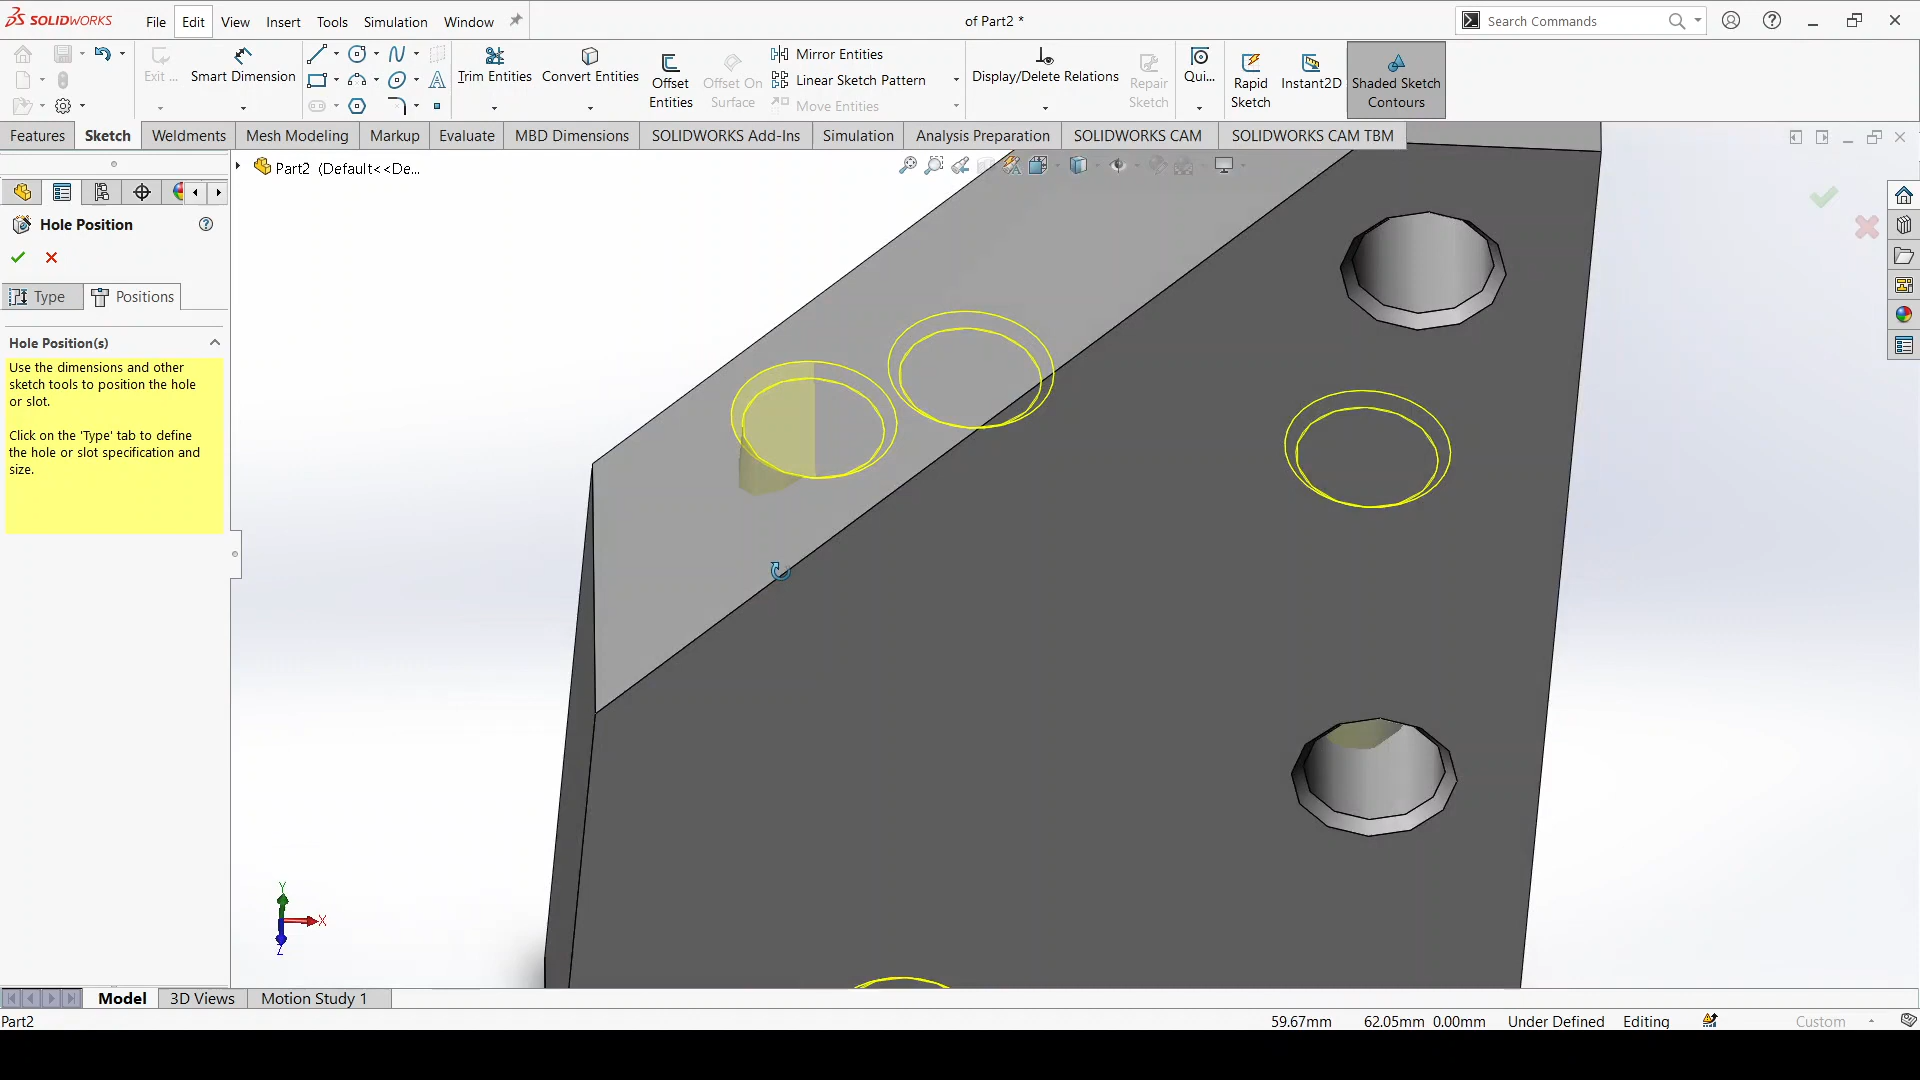 SOLIDWORKS
File
Edit
View
Insert
Tools
Simulation
Window
of Part2 *
Search Commands
Exit ...
Smart Dimension
Trim Entities
Convert Entities
Offset
Entities
Offset On
Surface
Mirror Entities
Linear Sketch Pattern
Move Entities
Display/Delete Relations
Repair
Sketch
Qui...
Rapid
Sketch
Instant2D
Shaded Sketch
Contours
Features
Sketch
Weldments
Mesh Modeling
Markup
Evaluate
MBD Dimensions
SOLIDWORKS Add-Ins
Simulation
Analysis Preparation
SOLIDWORKS CAM
SOLIDWORKS CAM TBM
Part2 (Default<<De...
Hole Position
Type
Positions
Hole Position(s)
Use the dimensions and other
sketch tools to position the hole
or slot.
Click on the 'Type' tab to define
the hole or slot specification and
size.
Y
X
Z
Model
3D Views
Motion Study 1
Part2
59.67mm
62.05mm 0.00mm
Under Defined
Editing
Custom